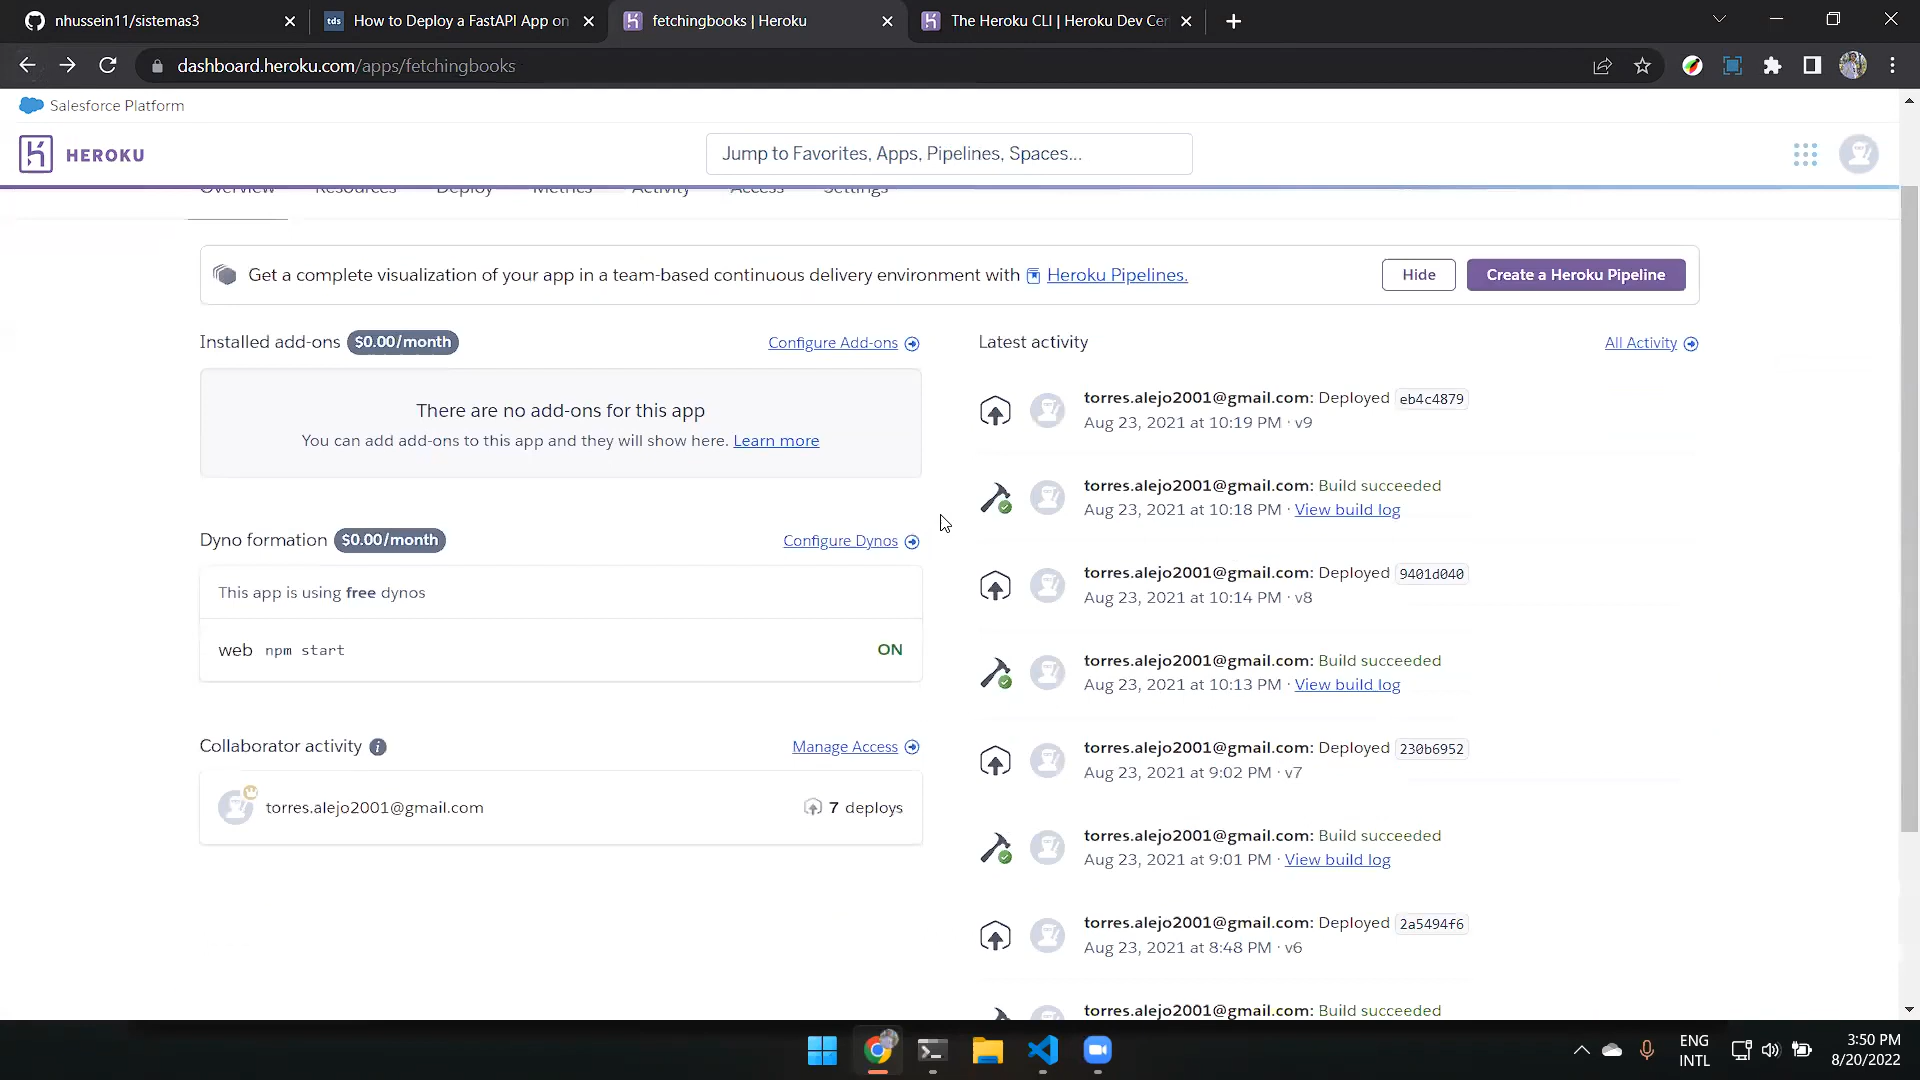 nhussein11/sistemas3
tds How to Deploy a FastAPI App on
fetchingbooks | Heroku
The Heroku CLI | Heroku Dev Cen
dashboard.heroku.com/apps/fetchingbooks
Salesforce Platform
HEROKU
Jump to Favorites, Apps, Pipelines, Spaces...
Overview Resources Deploy Metrics Activity Access Settings
Get a complete visualization of your app in a team-based continuous delivery environment with Heroku Pipelines.
Hide
Create a Heroku Pipeline
Installed add-ons $0.00/month
Configure Add-ons
There are no add-ons for this app
You can add add-ons to this app and they will show here. Learn more
Dyno formation $0.00/month
Configure Dynos
This app is using free dynos
web npm start ON
Collaborator activity
Manage Access
torres.alejo2001@gmail.com
7 deploys
Latest activity
All Activity
torres.alejo2001@gmail.com: Deployed eb4c4879
Aug 23, 2021 at 10:19 PM · v9
torres.alejo2001@gmail.com: Build succeeded
Aug 23, 2021 at 10:18 PM · View build log
torres.alejo2001@gmail.com: Deployed 9401d040
Aug 23, 2021 at 10:14 PM · v8
torres.alejo2001@gmail.com: Build succeeded
Aug 23, 2021 at 10:13 PM · View build log
torres.alejo2001@gmail.com: Deployed 230b6952
Aug 23, 2021 at 9:02 PM · v7
torres.alejo2001@gmail.com: Build succeeded
Aug 23, 2021 at 9:01 PM · View build log
torres.alejo2001@gmail.com: Deployed 2a5494f6
Aug 23, 2021 at 8:48 PM · v6
torres.alejo2001@gmail.com: Build succeeded
ENG
INTL
3:50 PM
8/20/2022